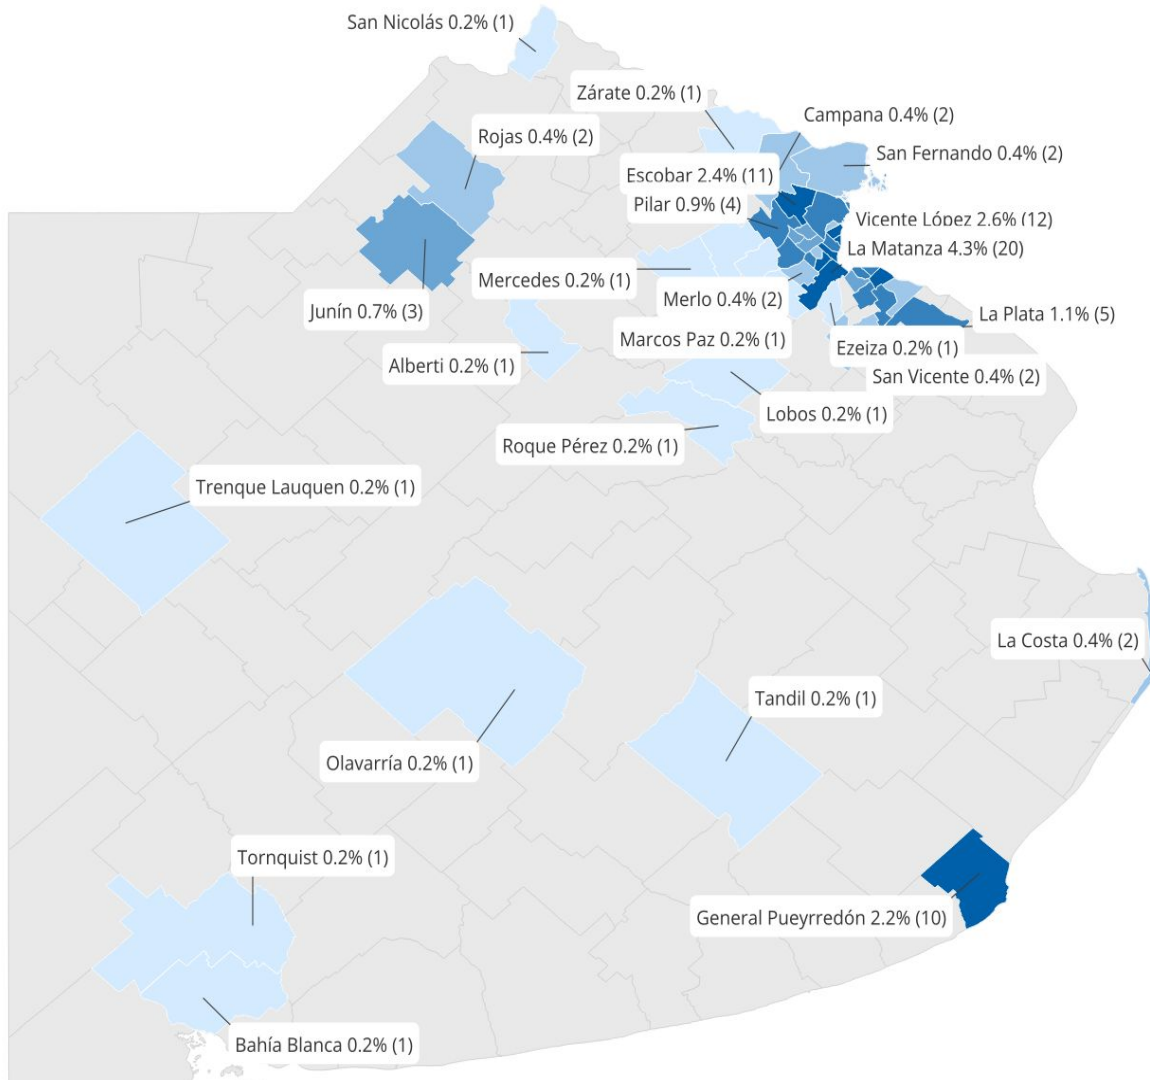 San Nicolás 0.2% (1)
Zárate 0.2% (1)
Campana 0.4% (2)
Rojas 0.4% (2)
San Fernando 0.4% (2)
Escobar 2.4% (11)
Pilar 0.9% (4)
Vicente López 2.6% (12)
La Matanza 4.3% (20)
Mercedes 0.2% (1)
Merlo 0.4% (2)
Junín 0.7% (3)
La Plata 1.1% (5)
Marcos Paz 0.2% (1)
Ezeiza 0.2% (1)
Alberti 0.2% (1)
San Vicente 0.4% (2)
Lobos 0.2% (1)
Roque Pérez 0.2% (1)
Trenque Lauquen 0.2% (1)
La Costa 0.4% (2)
Tandil 0.2% (1)
Olavarría 0.2% (1)
Tornquist 0.2% (1)
General Pueyrredón 2.2% (10)
Bahía Blanca 0.2% (1)